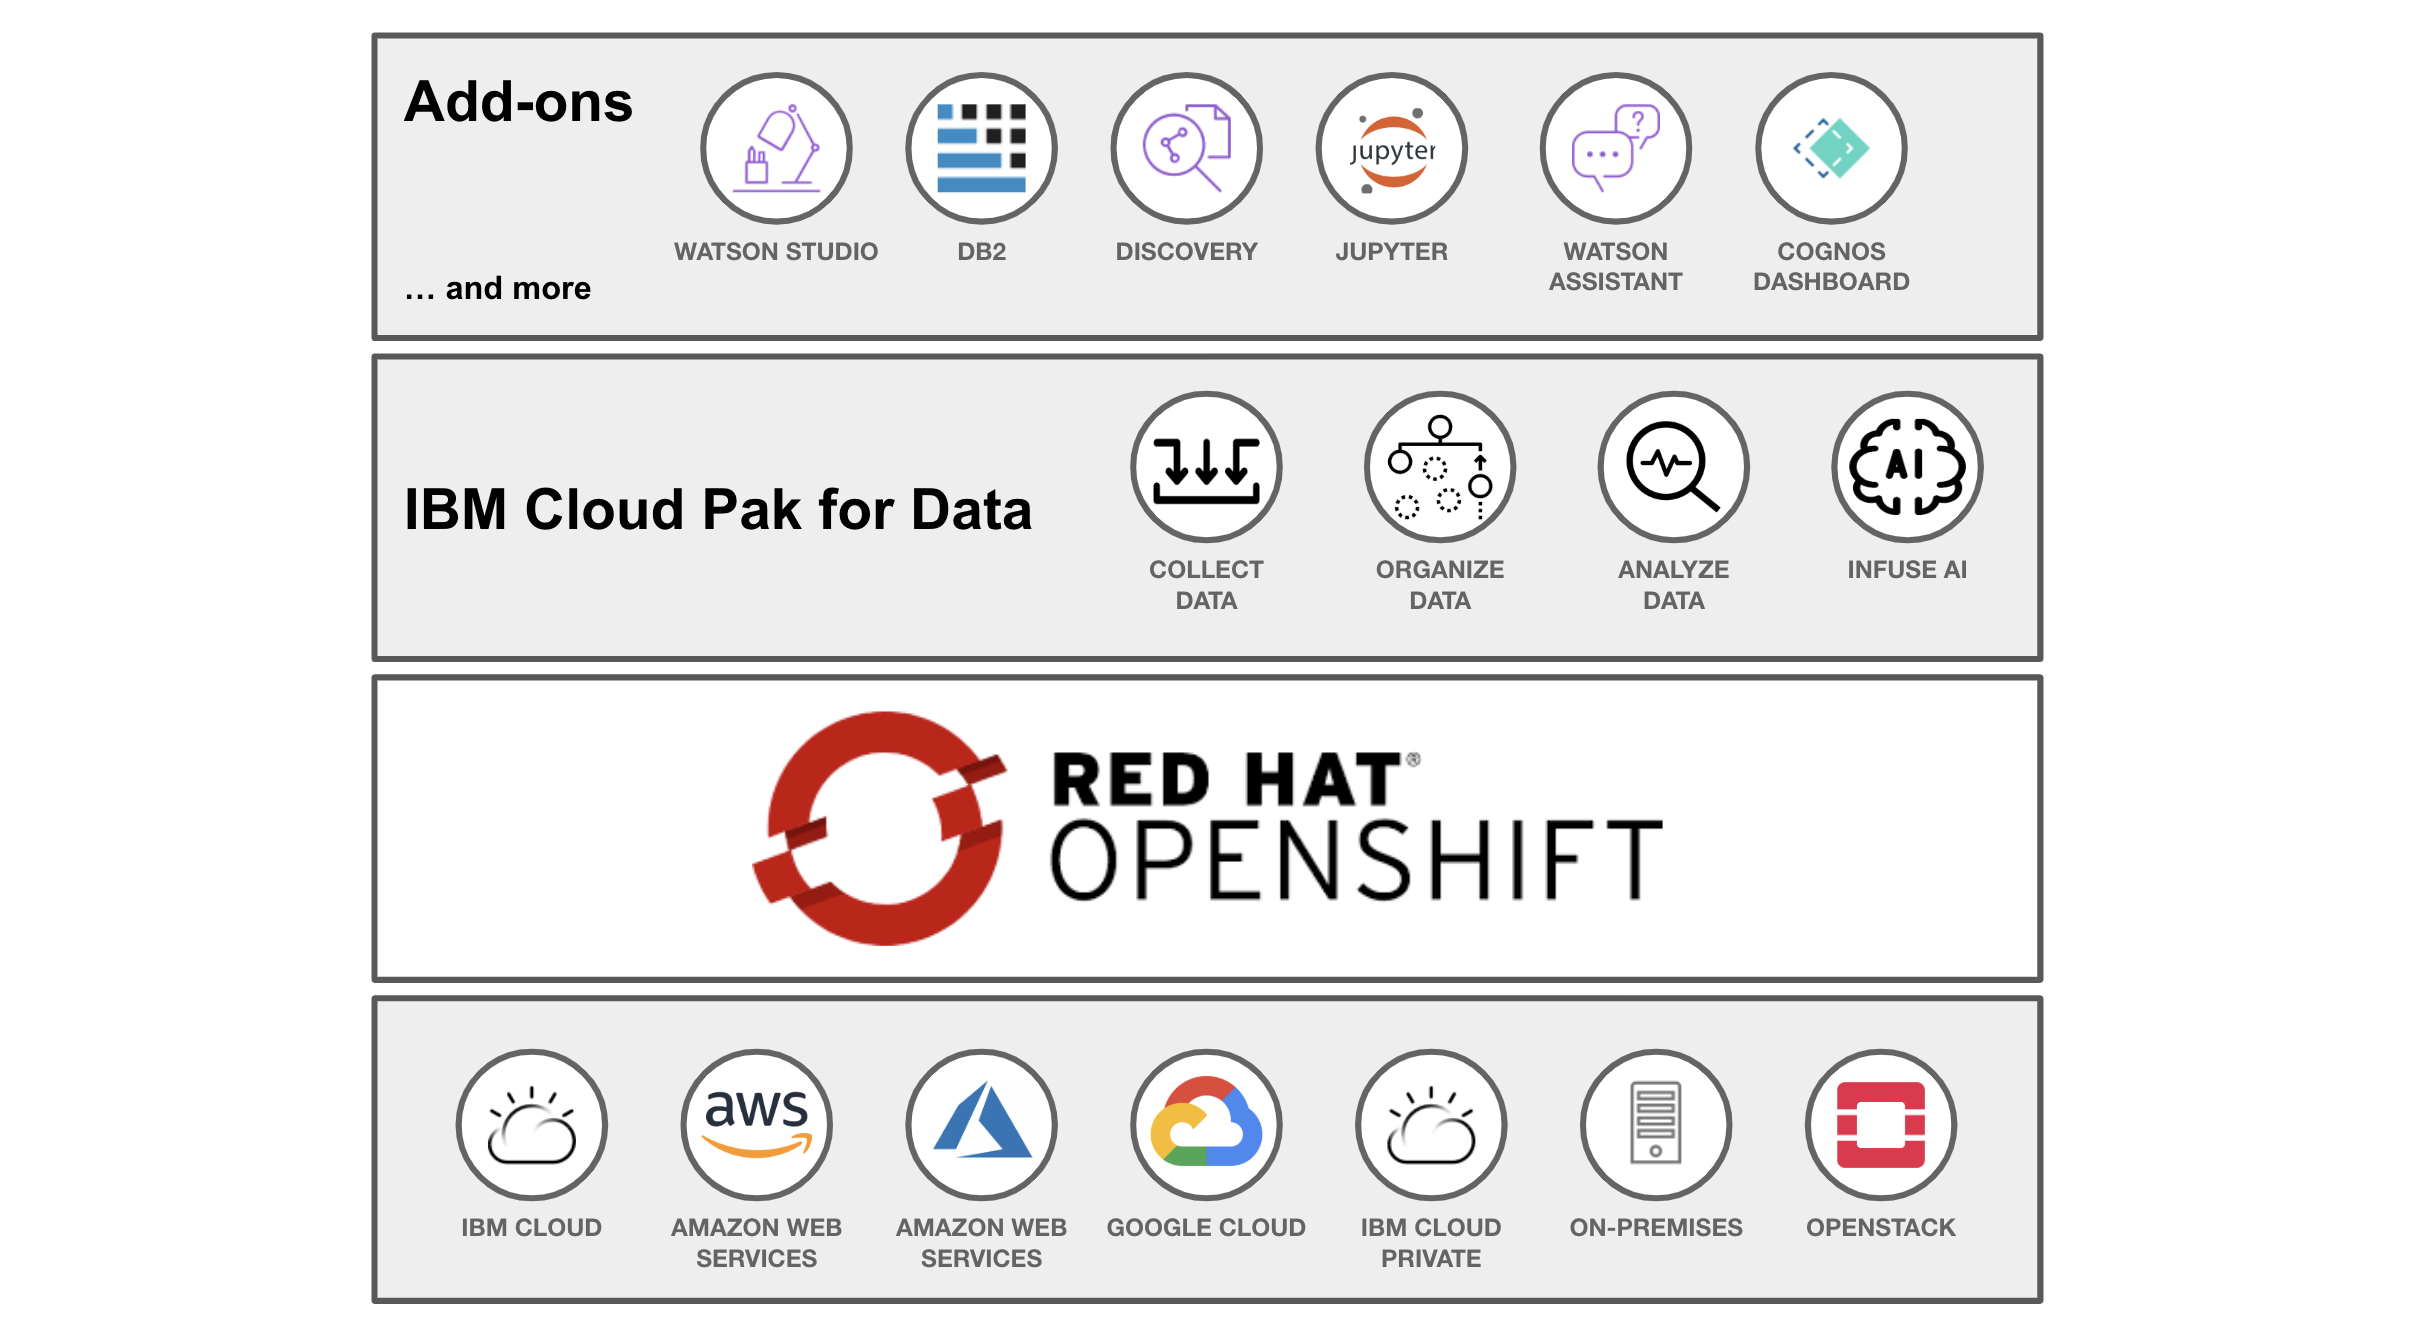 Add-ons
jupyter
WATSON STUDIO
DB2
DISCOVERY
JUPYTER
WATSON
ASSISTANT
COGNOS
DASHBOARD
… and more
IBM Cloud Pak for Data
AI
COLLECT
DATA
ORGANIZE
DATA
ANALYZE
DATA
INFUSE AI
RED HAT®
OPENSHIFT
aws
IBM CLOUD
AMAZON WEB
SERVICES
AMAZON WEB
SERVICES
GOOGLE CLOUD
IBM CLOUD
PRIVATE
ON-PREMISES
OPENSTACK